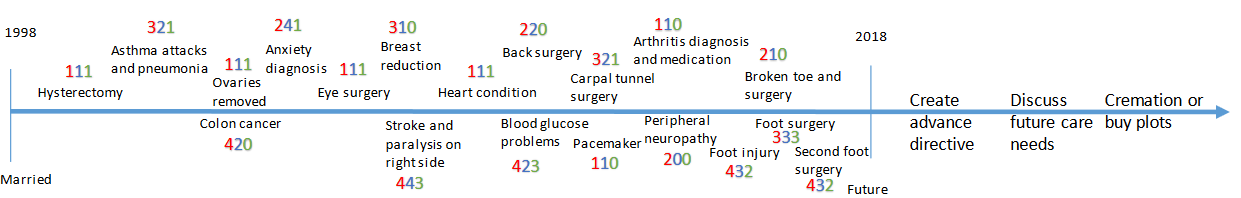 1998
321
Asthma attacks
and pneumonia
241
Anxiety
diagnosis
310
Breast
reduction
220
Back surgery
110
Arthritis diagnosis
and medication
2018
111
Hysterectomy
111
Ovaries
removed
111
Eye surgery
111
Heart condition
321
Carpal tunnel
surgery
210
Broken toe and
surgery
Colon cancer
420
Stroke and
paralysis on
right side
443
Blood glucose
problems
423
Pacemaker
110
Peripheral
neuropathy
200
Foot injury
432
Foot surgery
333
Second foot
surgery
432
Married
Future
Create
advance
directive
Discuss
future care
needs
Cremation or
buy plots